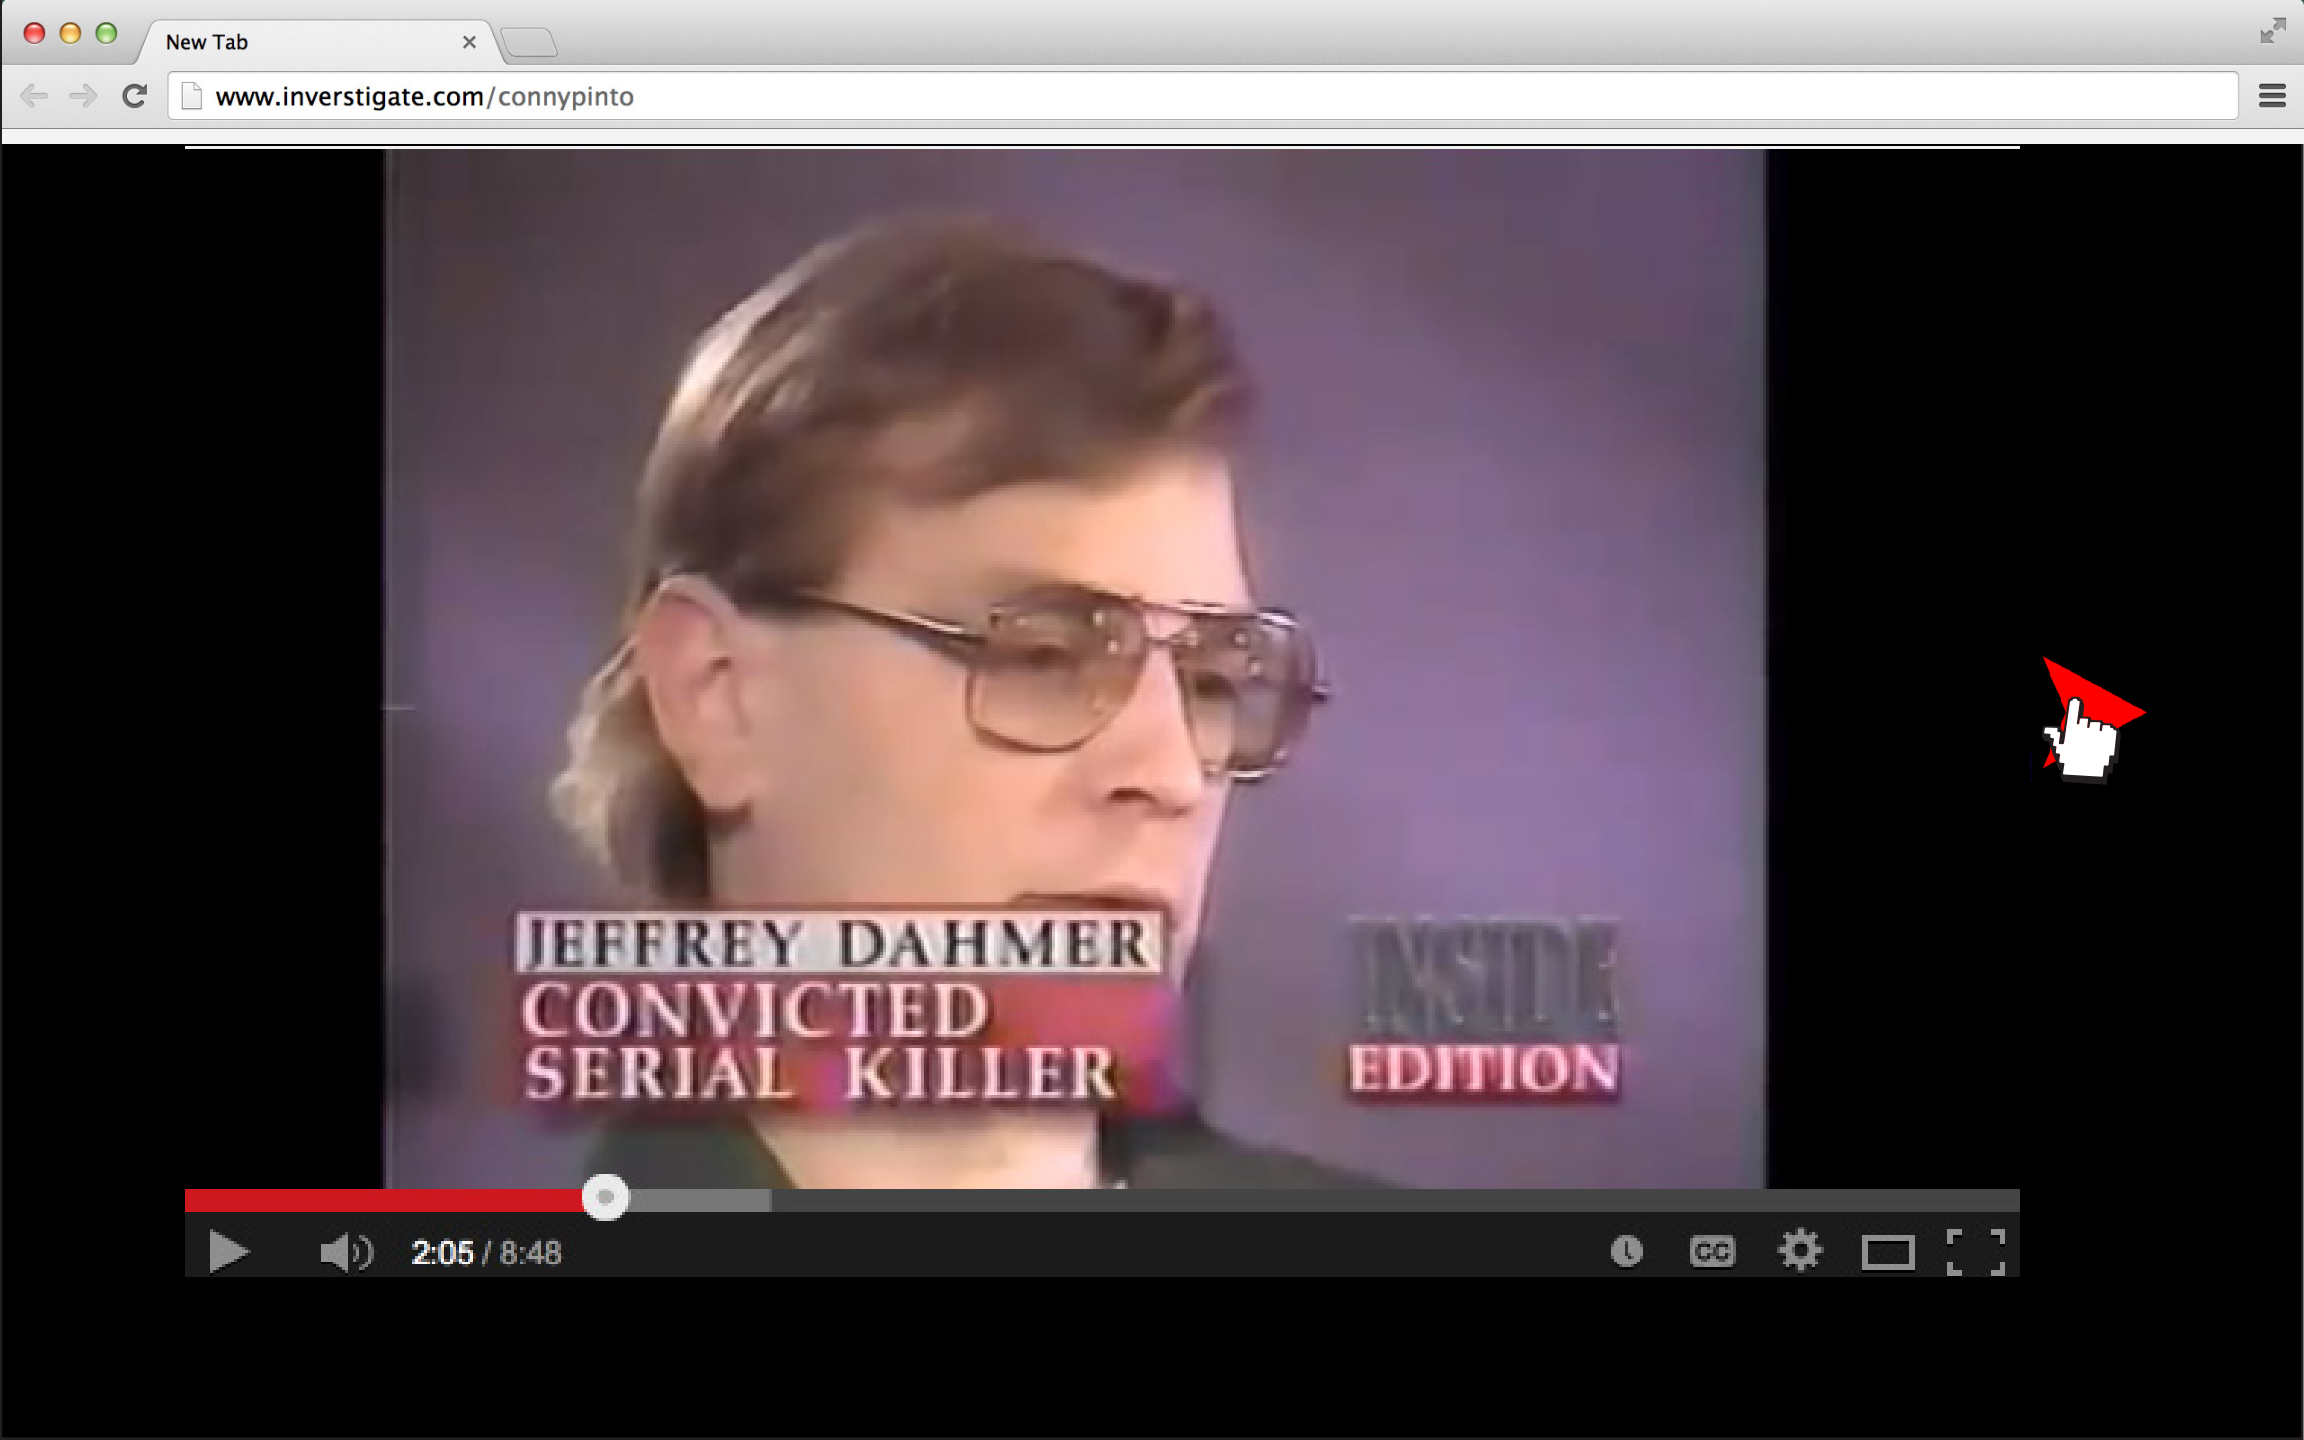 New Tab
www.inverstigate.com/connypinto
JEFFREY DAHMER
CONVICTED
SERIAL KILLER
INSIDE
EDITION
2:05 / 8:48
CC